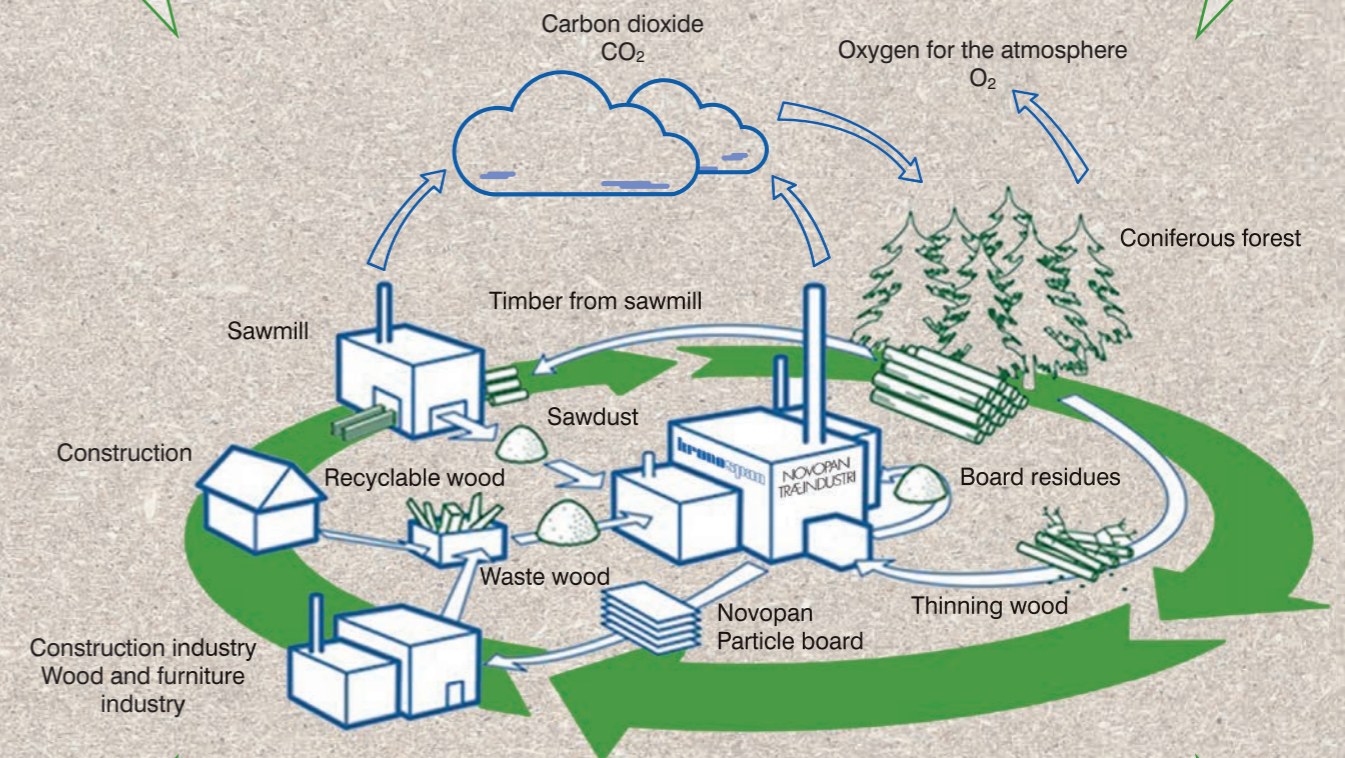 Carbon dioxide
CO₂
Oxygen for the atmosphere
O₂
Coniferous forest
Timber from sawmill
Sawmill
Sawdust
Construction
Recyclable wood
kronospan
NOVOPAN
TRÆINDUSTRI
Board residues
Waste wood
Thinning wood
Novopan
Particle board
Construction industry
Wood and furniture
industry